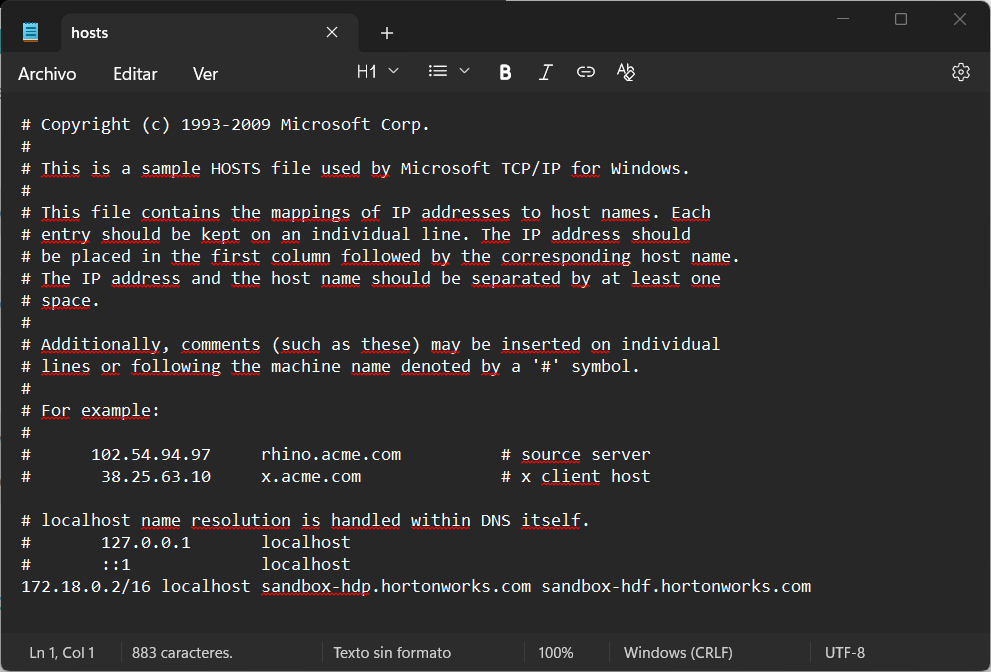 hosts
Archivo Editar Ver H1 B I
# Copyright (c) 1993-2009 Microsoft Corp.
#
# This is a sample HOSTS file used by Microsoft TCP/IP for Windows.
#
# This file contains the mappings of IP addresses to host names. Each
# entry should be kept on an individual line. The IP address should
# be placed in the first column followed by the corresponding host name.
# The IP address and the host name should be separated by at least one
# space.
#
# Additionally, comments (such as these) may be inserted on individual
# lines or following the machine name denoted by a '#' symbol.
#
# For example:
#
#      102.54.94.97     rhino.acme.com          # source server
#       38.25.63.10     x.acme.com              # x client host

# localhost name resolution is handled within DNS itself.
#       127.0.0.1       localhost
#       ::1             localhost
172.18.0.2/16 localhost sandbox-hdp.hortonworks.com sandbox-hdf.hortonworks.com
Ln 1, Col 1 883 caracteres. Texto sin formato 100% Windows (CRLF) UTF-8